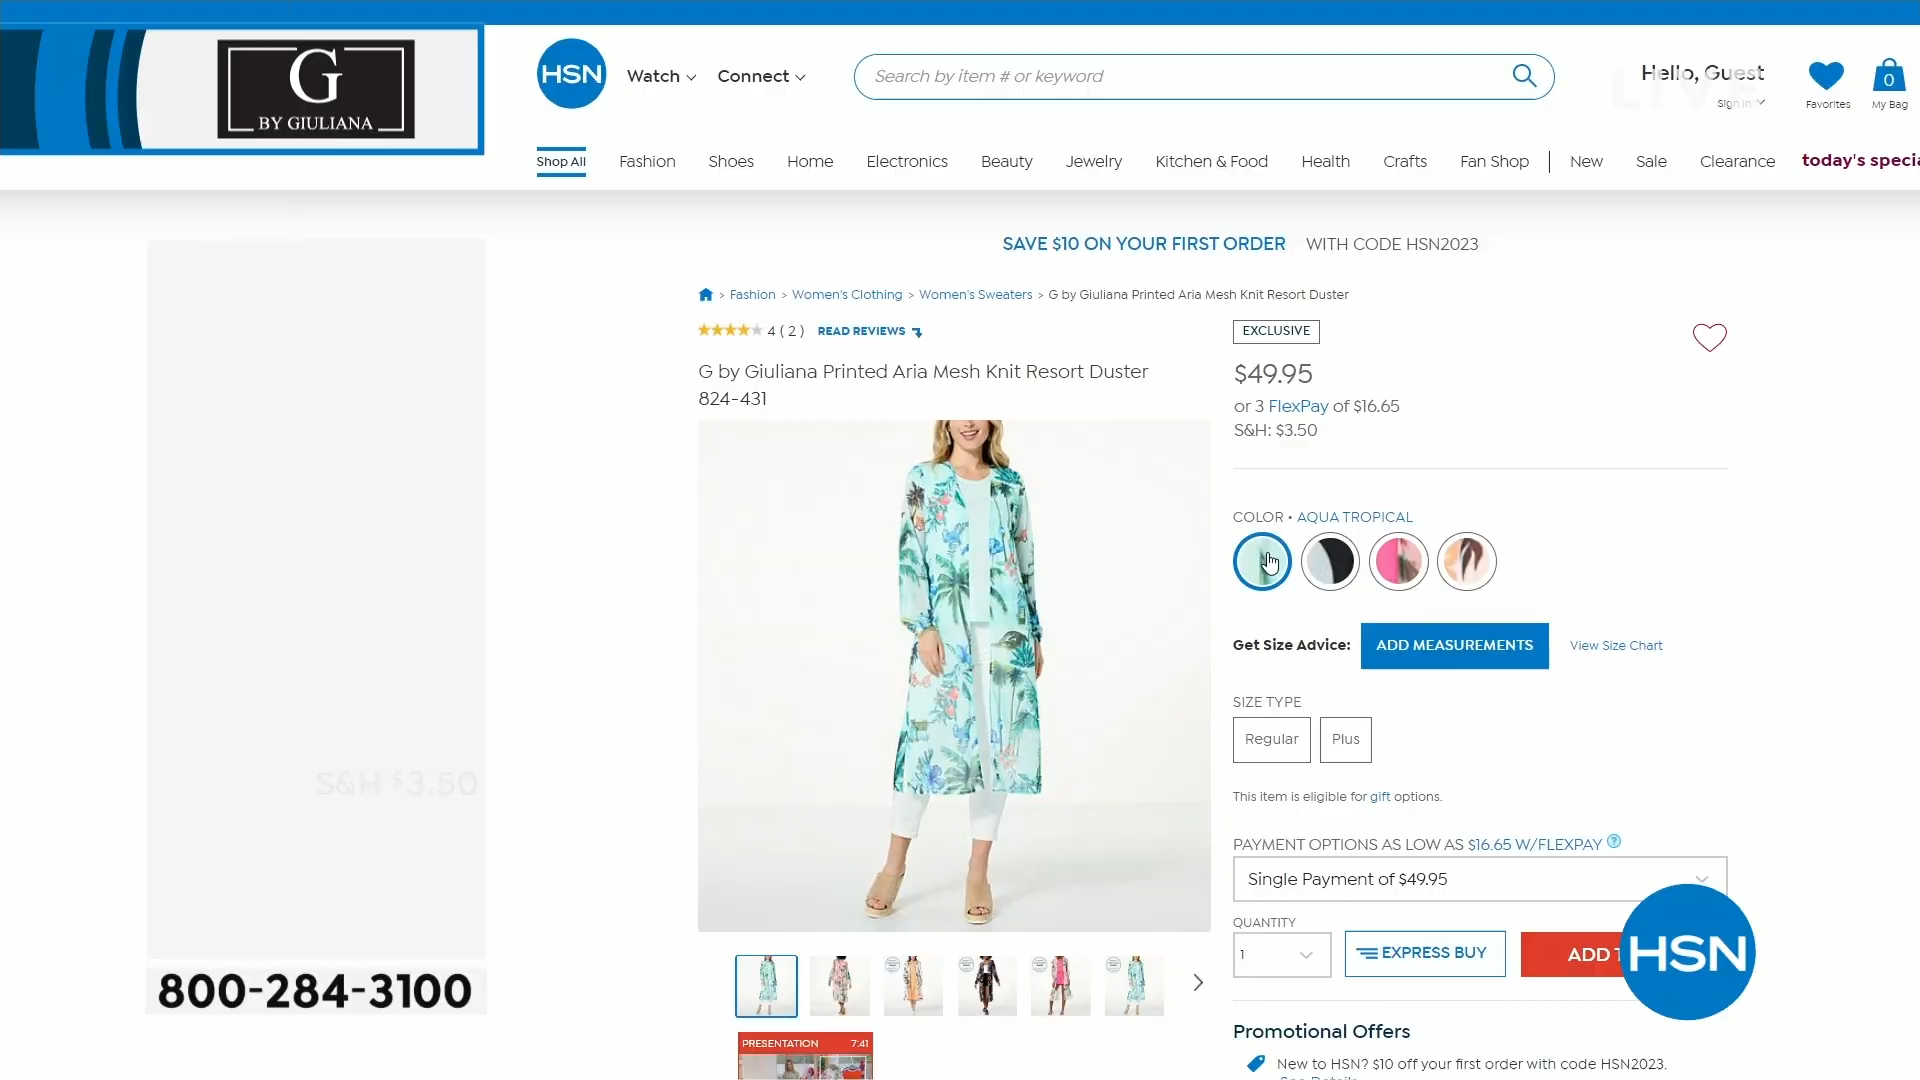 G
BY GIULIANA
HSN
Watch
Connect
Search by item # or keyword
Hello, Guest
Sign In
LIVE
Favorites
0
My Bag
Shop All
Fashion
Shoes
Home
Electronics
Beauty
Jewelry
Kitchen & Food
Health
Crafts
Fan Shop
New
Sale
Clearance
today's specia
SAVE $10 ON YOUR FIRST ORDER WITH CODE HSN2023
> Fashion > Women's Clothing > Women's Sweaters > G by Giuliana Printed Aria Mesh Knit Resort Duster
4 ( 2 ) READ REVIEWS
G by Giuliana Printed Aria Mesh Knit Resort Duster
824-431
EXCLUSIVE
$49.95
or 3 FlexPay of $16.65
S&H: $3.50
COLOR • AQUA TROPICAL
Get Size Advice: ADD MEASUREMENTS View Size Chart
SIZE TYPE
Regular
Plus
This item is eligible for gift options.
PAYMENT OPTIONS AS LOW AS $16.65 W/FLEXPAY ?
Single Payment of $49.95
QUANTITY
1
EXPRESS BUY
ADD T
HSN
Promotional Offers
New to HSN? $10 off your first order with code HSN2023.
See Details
PRESENTATION 7:41
S&H $3.50
800-284-3100